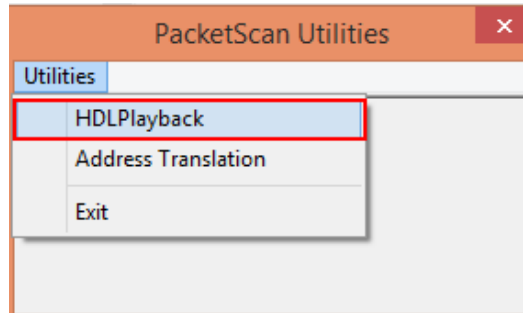 PacketScan Utilities
Utilities
HDLPlayback
Address Translation
Exit